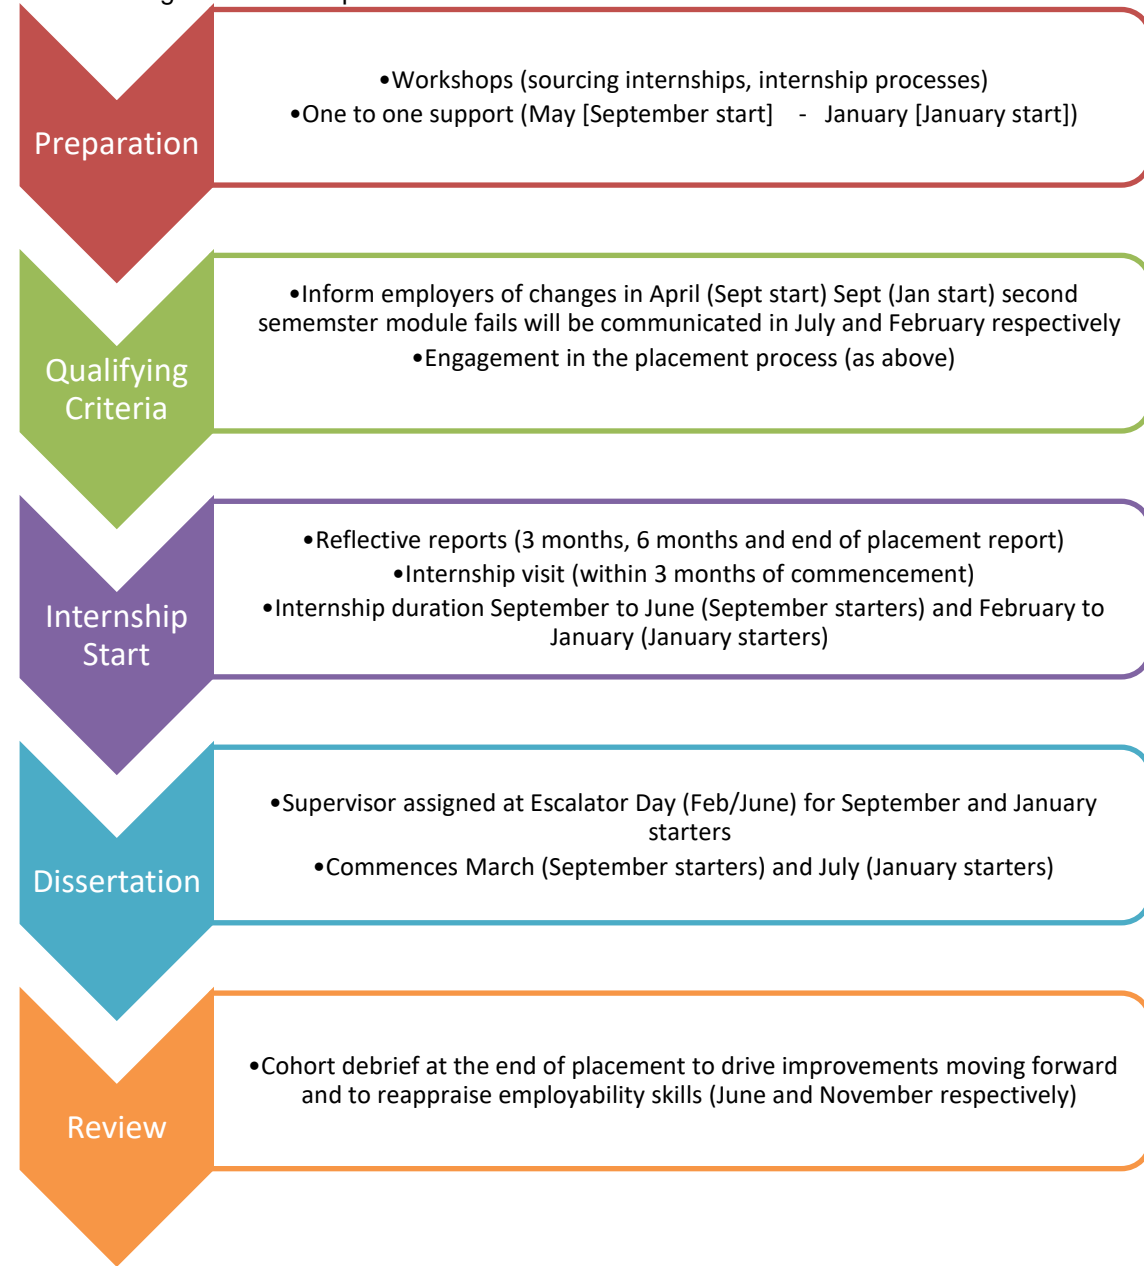 Preparation
•Workshops (sourcing internships, internship processes)
•One to one support (May [September start]    -   January [January start])
Qualifying
Criteria
•Inform employers of changes in April (Sept start) Sept (Jan start) second
sememster module fails will be communicated in July and February respectively
•Engagement in the placement process (as above)
Internship
Start
•Reflective reports (3 months, 6 months and end of placement report)
•Internship visit (within 3 months of commencement)
•Internship duration September to June (September starters) and February to
January (January starters)
Dissertation
•Supervisor assigned at Escalator Day (Feb/June) for September and January
starters
•Commences March (September starters) and July (January starters)
Review
•Cohort debrief at the end of placement to drive improvements moving forward
and to reappraise employability skills (June and November respectively)